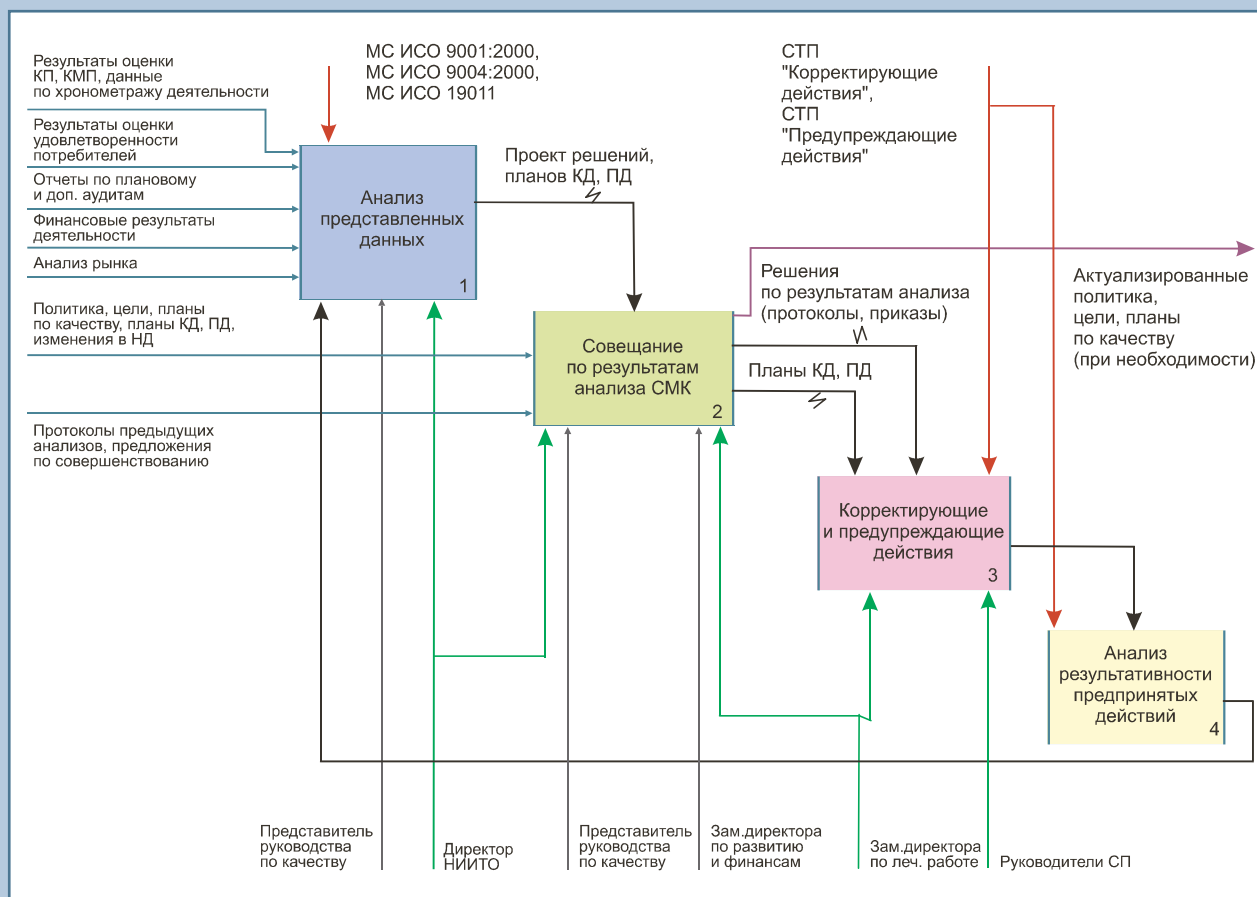 Результаты оценки
КП, КМП, данные
по хронометражу деятельности
Результаты оценки
удовлетворенности
потребителей
Отчеты по плановому
и доп. аудитам
Финансовые результаты
деятельности
Анализ рынка
Политика, цели, планы
по качеству, планы КД, ПД,
изменения в НД
Протоколы предыдущих
анализов, предложения
по совершенствованию
МС ИСО 9001:2000,
МС ИСО 9004:2000,
МС ИСО 19011
Анализ
представленных
данных
1
Проект решений,
планов КД, ПД
СТП
"Корректирующие
действия",
СТП
"Предупреждающие
действия"
Совещание
по результатам
анализа СМК
2
Решения
по результатам анализа
(протоколы, приказы)
Планы КД, ПД
Актуализированные
политика,
цели, планы
по качеству
(при необходимости)
Корректирующие
и предупреждающие
действия
3
Анализ
результативности
предпринятых
действий
4
Представитель
руководства
по качеству
Директор
НИИТО
Представитель
руководства
по качеству
Зам.директора
по развитию
и финансам
Зам.директора
по леч. работе
Руководители СП